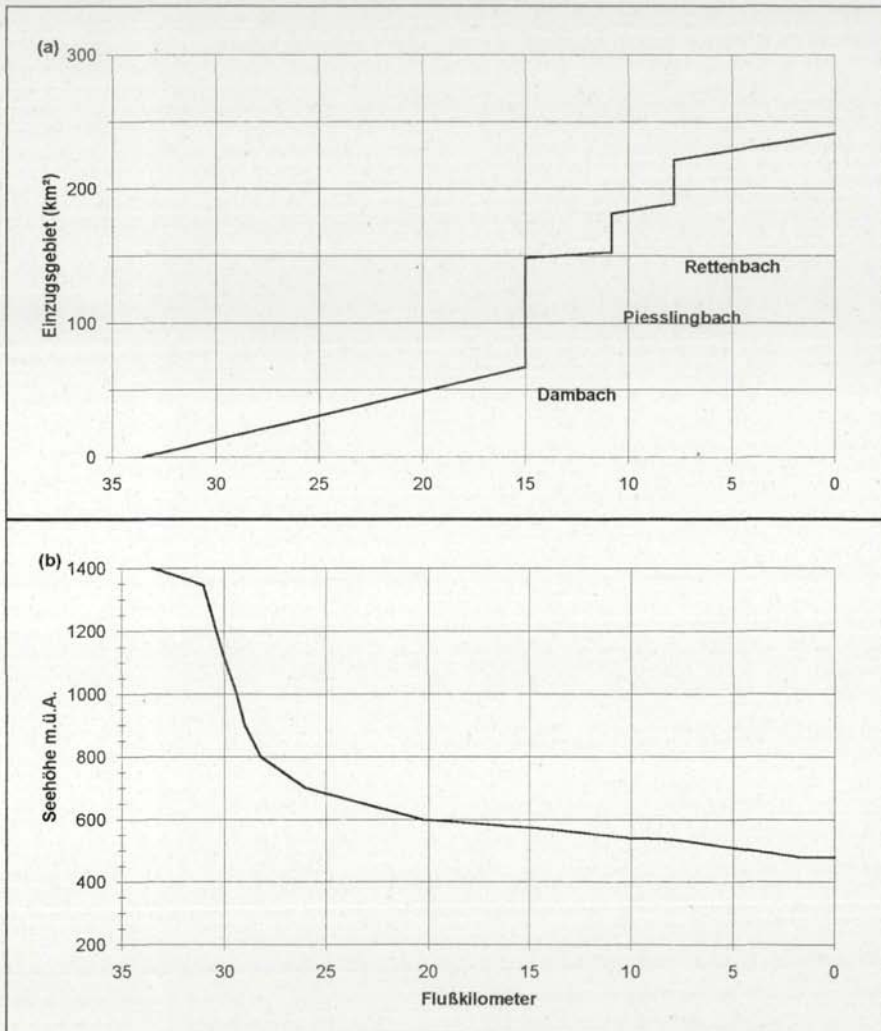 (a)
300
200
100
0
Einzugsgebiet (km²)
Rettenbach
Piesslingbach
Dambach
35 30 25 20 15 10 5 0
(b)
1400
1200
1000
800
600
400
200
Seehöhe m.ü.A.
35 30 25 20 15 10 5 0
Flußkilometer